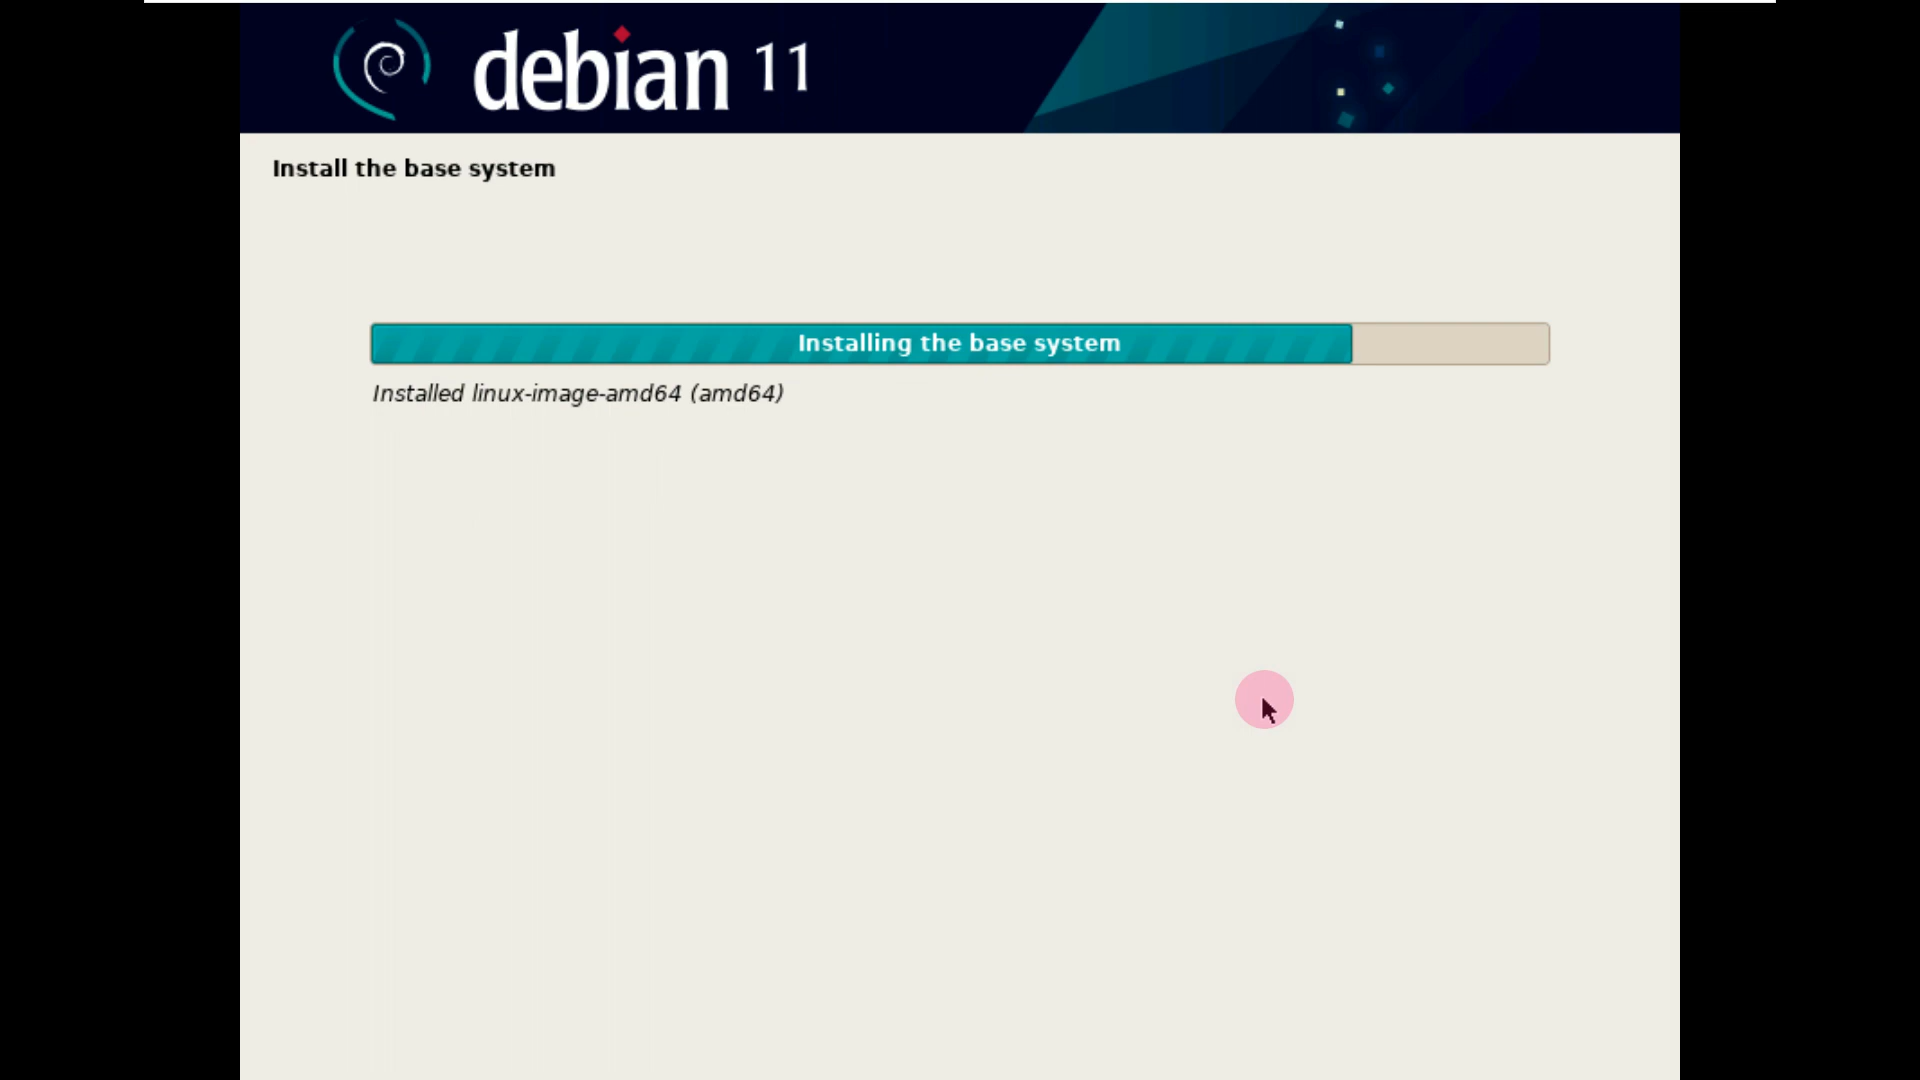 debian 11
Install the base system
Installing the base system
Installed linux-image-amd64 (amd64)